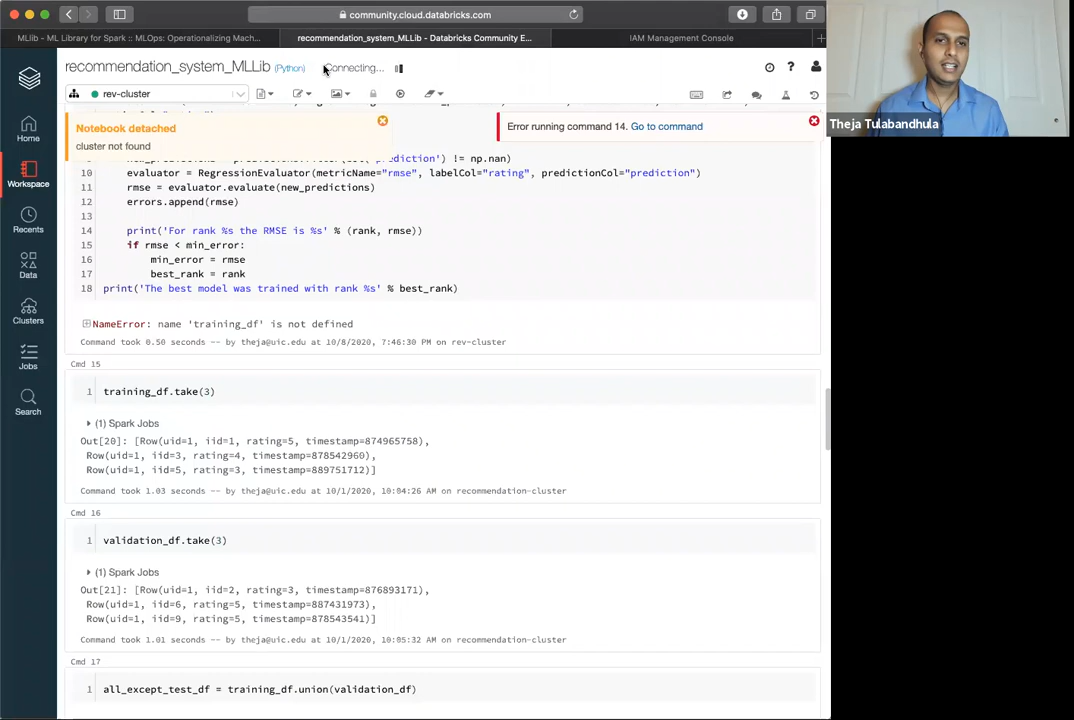 community.cloud.databricks.com
MLlib - ML Library for Spark :: MLOps: Operationalizing Mach...
recommendation_system_MLLib - Databricks Community E...
IAM Management Console
recommendation_system_MLLib (Python)
Connecting...
rev-cluster
Notebook detached
cluster not found
Error running command 14. Go to command
10 evaluator = RegressionEvaluator(metricName="rmse", labelCol="rating", predictionCol="prediction")
11 rmse = evaluator.evaluate(new_predictions)
12 errors.append(rmse)
13
14 print('For rank %s the RMSE is %s' % (rank, rmse))
15 if rmse < min_error:
16 min_error = rmse
17 best_rank = rank
18 print('The best model was trained with rank %s' % best_rank)
NameError: name 'training_df' is not defined
Command took 0.50 seconds -- by theja@uic.edu at 10/8/2020, 7:46:30 PM on rev-cluster
Cmd 15
1 training_df.take(3)
(1) Spark Jobs
Out[20]: [Row(uid=1, iid=1, rating=5, timestamp=874965758),
Row(uid=1, iid=3, rating=4, timestamp=878542960),
Row(uid=1, iid=5, rating=3, timestamp=889751712)]
Command took 1.03 seconds -- by theja@uic.edu at 10/1/2020, 10:04:26 AM on recommendation-cluster
Cmd 16
1 validation_df.take(3)
(1) Spark Jobs
Out[21]: [Row(uid=1, iid=2, rating=3, timestamp=876893171),
Row(uid=1, iid=6, rating=5, timestamp=887431973),
Row(uid=1, iid=9, rating=5, timestamp=878543541)]
Command took 1.01 seconds -- by theja@uic.edu at 10/1/2020, 10:05:32 AM on recommendation-cluster
Cmd 17
1 all_except_test_df = training_df.union(validation_df)
Home
Workspace
Recents
Data
Clusters
Jobs
Search
Theja Tulabandhula